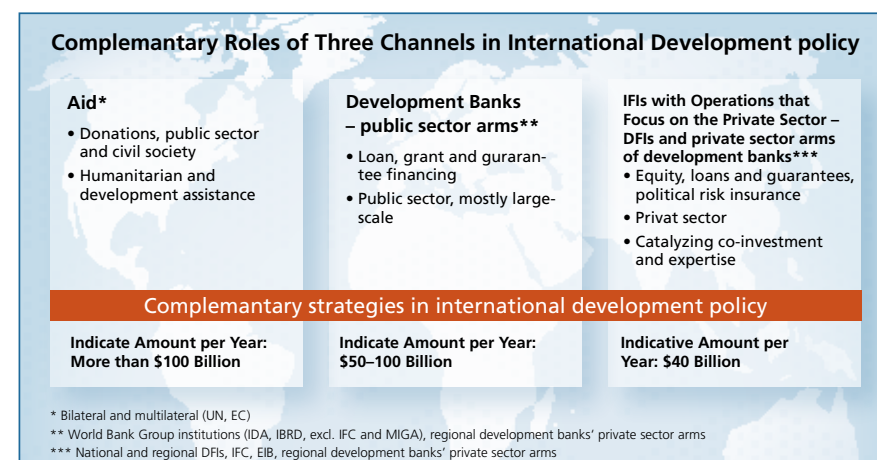 Complemantary Roles of Three Channels in International Development policy
Aid*
• Donations, public sector
and civil society
• Humanitarian and
development assistance
Development Banks
– public sector arms**
• Loan, grant and guraran-
tee financing
• Public sector, mostly large-
scale
IFIs with Operations that
Focus on the Private Sector –
DFIs and private sector arms
of development banks***
• Equity, loans and guarantees,
political risk insurance
• Privat sector
• Catalyzing co-investment
and expertise
Complemantary strategies in international development policy
Indicate Amount per Year:
More than $100 Billion
Indicate Amount per Year:
$50–100 Billion
Indicative Amount per
Year: $40 Billion
* Bilateral and multilateral (UN, EC)
** World Bank Group institutions (IDA, IBRD, excl. IFC and MIGA), regional development banks' private sector arms
*** National and regional DFIs, IFC, EIB, regional development banks' private sector arms